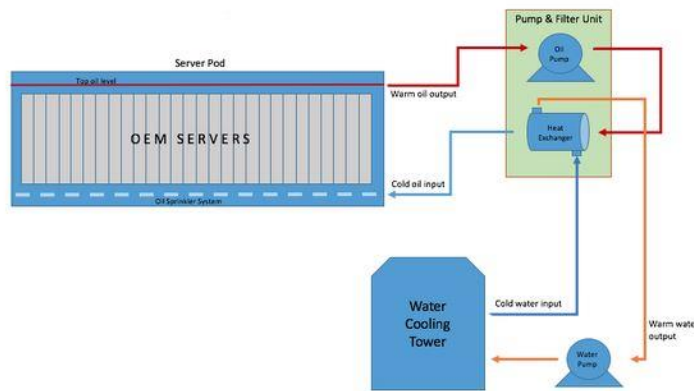 Pump & Filter Unit
Oil
Pump
Server Pod
Top oil level
Warm oil output
OEM SERVERS
Heat
Exchanger
Cold oil input
Oil Sprinkler System
Water
Cooling
Tower
Cold water input
Warm water
output
Water
Pump